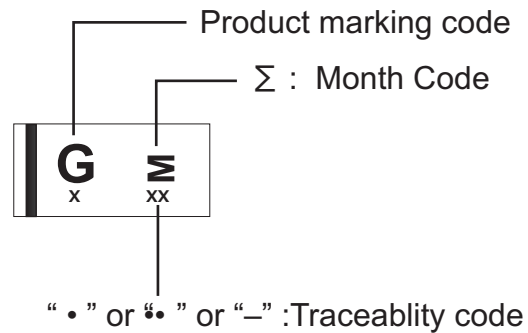 Product marking code
∑ : Month Code
G M
x xx
“ • ” or “•• ” or “–” :Traceablity code